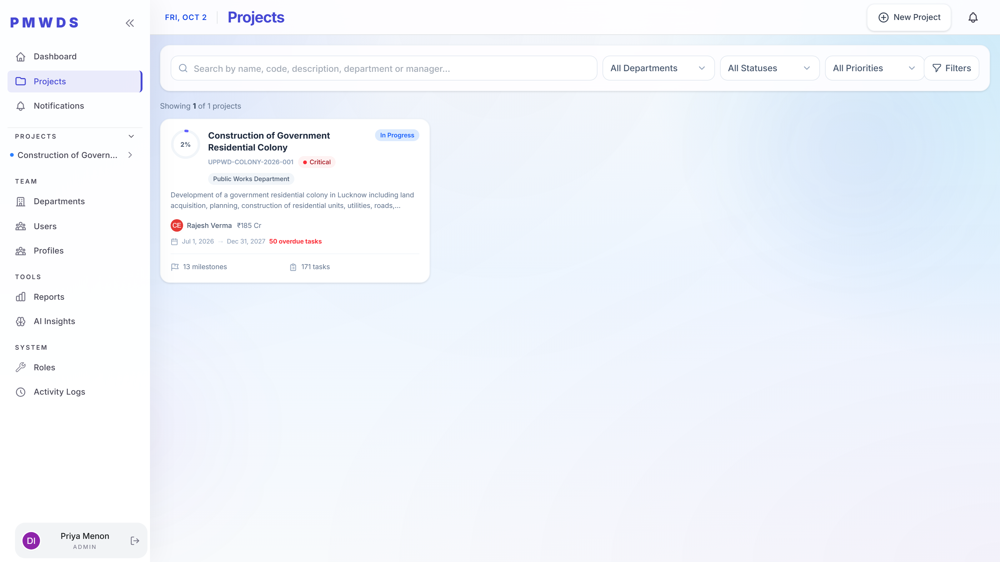 PMWDS
Dashboard
Projects
Notifications
PROJECTS
Construction of Govern...
TEAM
Departments
Users
Profiles
TOOLS
Reports
AI Insights
SYSTEM
Roles
Activity Logs
DI
Priya Menon
ADMIN
FRI, OCT 2
Projects
New Project
Search by name, code, description, department or manager...
All Departments
All Statuses
All Priorities
Filters
Showing 1 of 1 projects
2%
Construction of Government
Residential Colony
In Progress
UPPWD-COLONY-2026-001
Critical
Public Works Department
Development of a government residential colony in Lucknow including land
acquisition, planning, construction of residential units, utilities, roads,...
CE Rajesh Verma ₹185 Cr
Jul 1, 2026 → Dec 31, 2027 50 overdue tasks
13 milestones
171 tasks